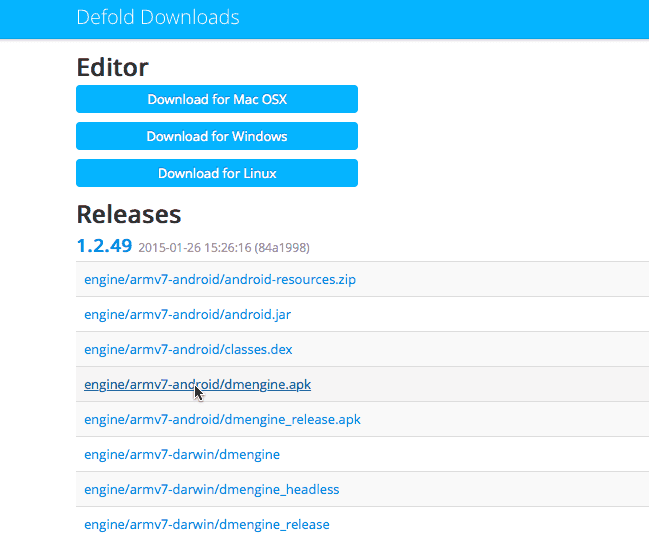 Defold Downloads
Editor
Download for Mac OSX
Download for Windows
Download for Linux
Releases
1.2.49 2015-01-26 15:26:16 (84a1998)
engine/armv7-android/android-resources.zip
engine/armv7-android/android.jar
engine/armv7-android/classes.dex
engine/armv7-android/dmengine.apk
engine/armv7-android/dmengine_release.apk
engine/armv7-darwin/dmengine
engine/armv7-darwin/dmengine_headless
engine/armv7-darwin/dmengine_release